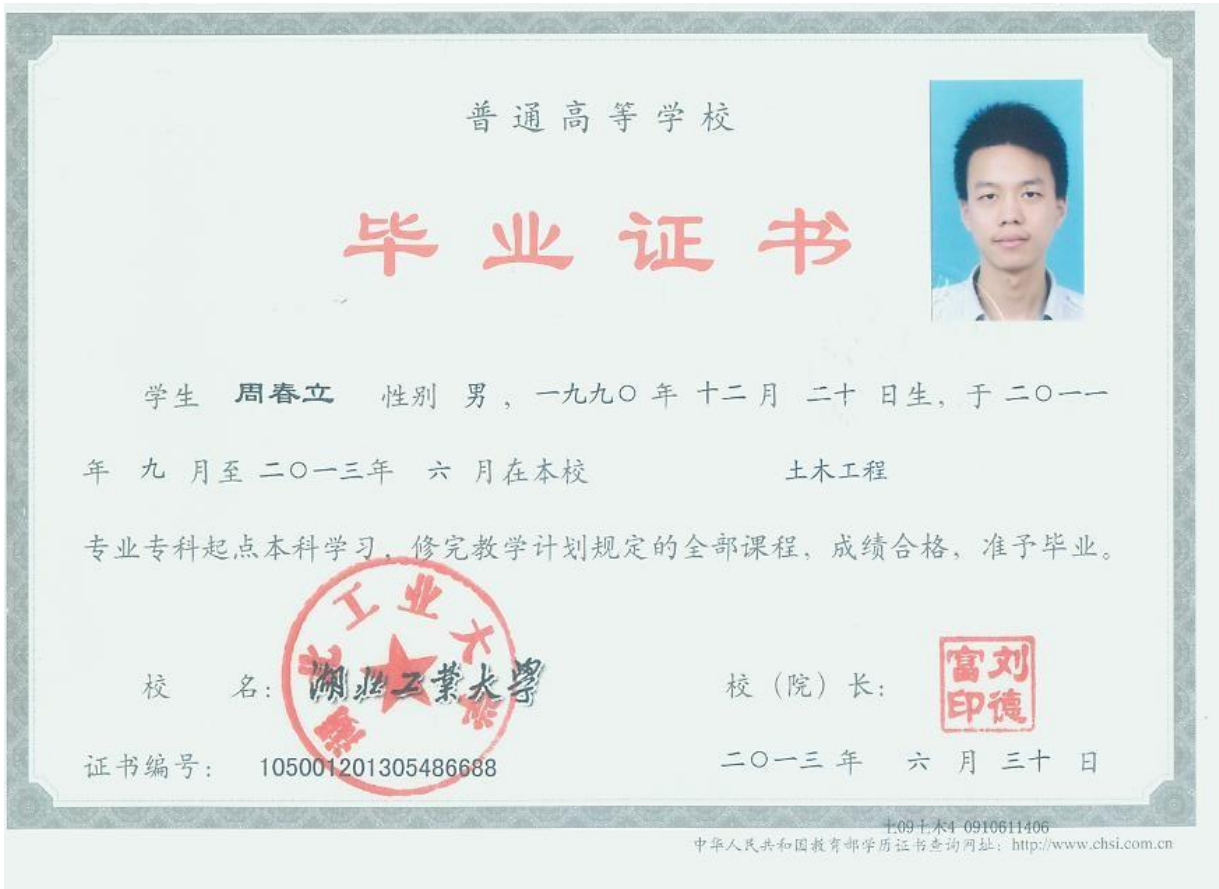 普通高等学校
毕业证书
学生 周春立 性别 男，一九九〇年 十二月 二十 日生，于二〇一一
年 九 月至二〇一三年 六 月在本校 土木工程
专业专科起点本科学习，修完教学计划规定的全部课程，成绩合格，准予毕业。
湖北工业大学
校 名：湖北工業大學 校（院）长：
刘德富印
证书编号： 105001201305486688 二〇一三年 六 月 三十 日
土09土木4 0910611406
中华人民共和国教育部学历证书查询网址：http://www.chsi.com.cn